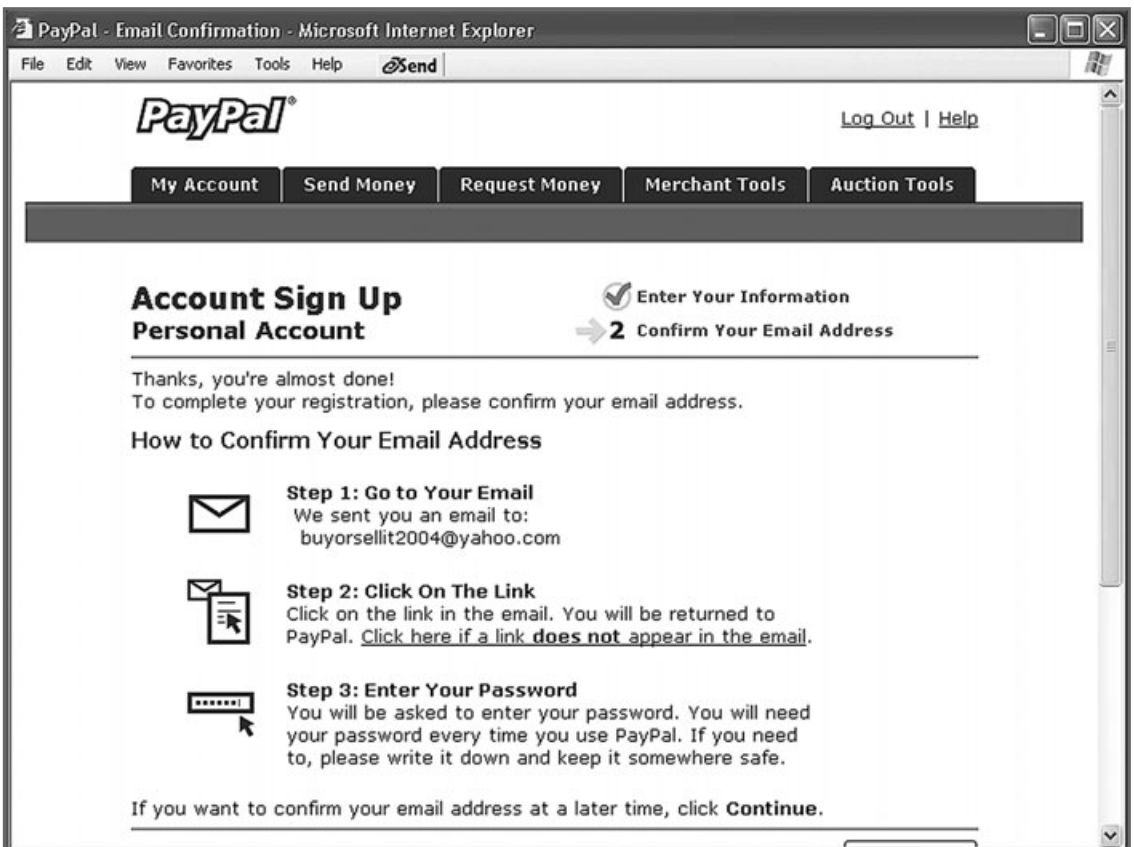 PayPal - Email Confirmation - Microsoft Internet Explorer
File Edit View Favorites Tools Help Send
PayPal®
Log Out | Help
My Account Send Money Request Money Merchant Tools Auction Tools
Account Sign Up
Personal Account
Enter Your Information
2 Confirm Your Email Address
Thanks, you're almost done!
To complete your registration, please confirm your email address.
How to Confirm Your Email Address
Step 1: Go to Your Email
We sent you an email to:
buyorsellit2004@yahoo.com
Step 2: Click On The Link
Click on the link in the email. You will be returned to
PayPal. Click here if a link does not appear in the email.
Step 3: Enter Your Password
You will be asked to enter your password. You will need
your password every time you use PayPal. If you need
to, please write it down and keep it somewhere safe.
If you want to confirm your email address at a later time, click Continue.